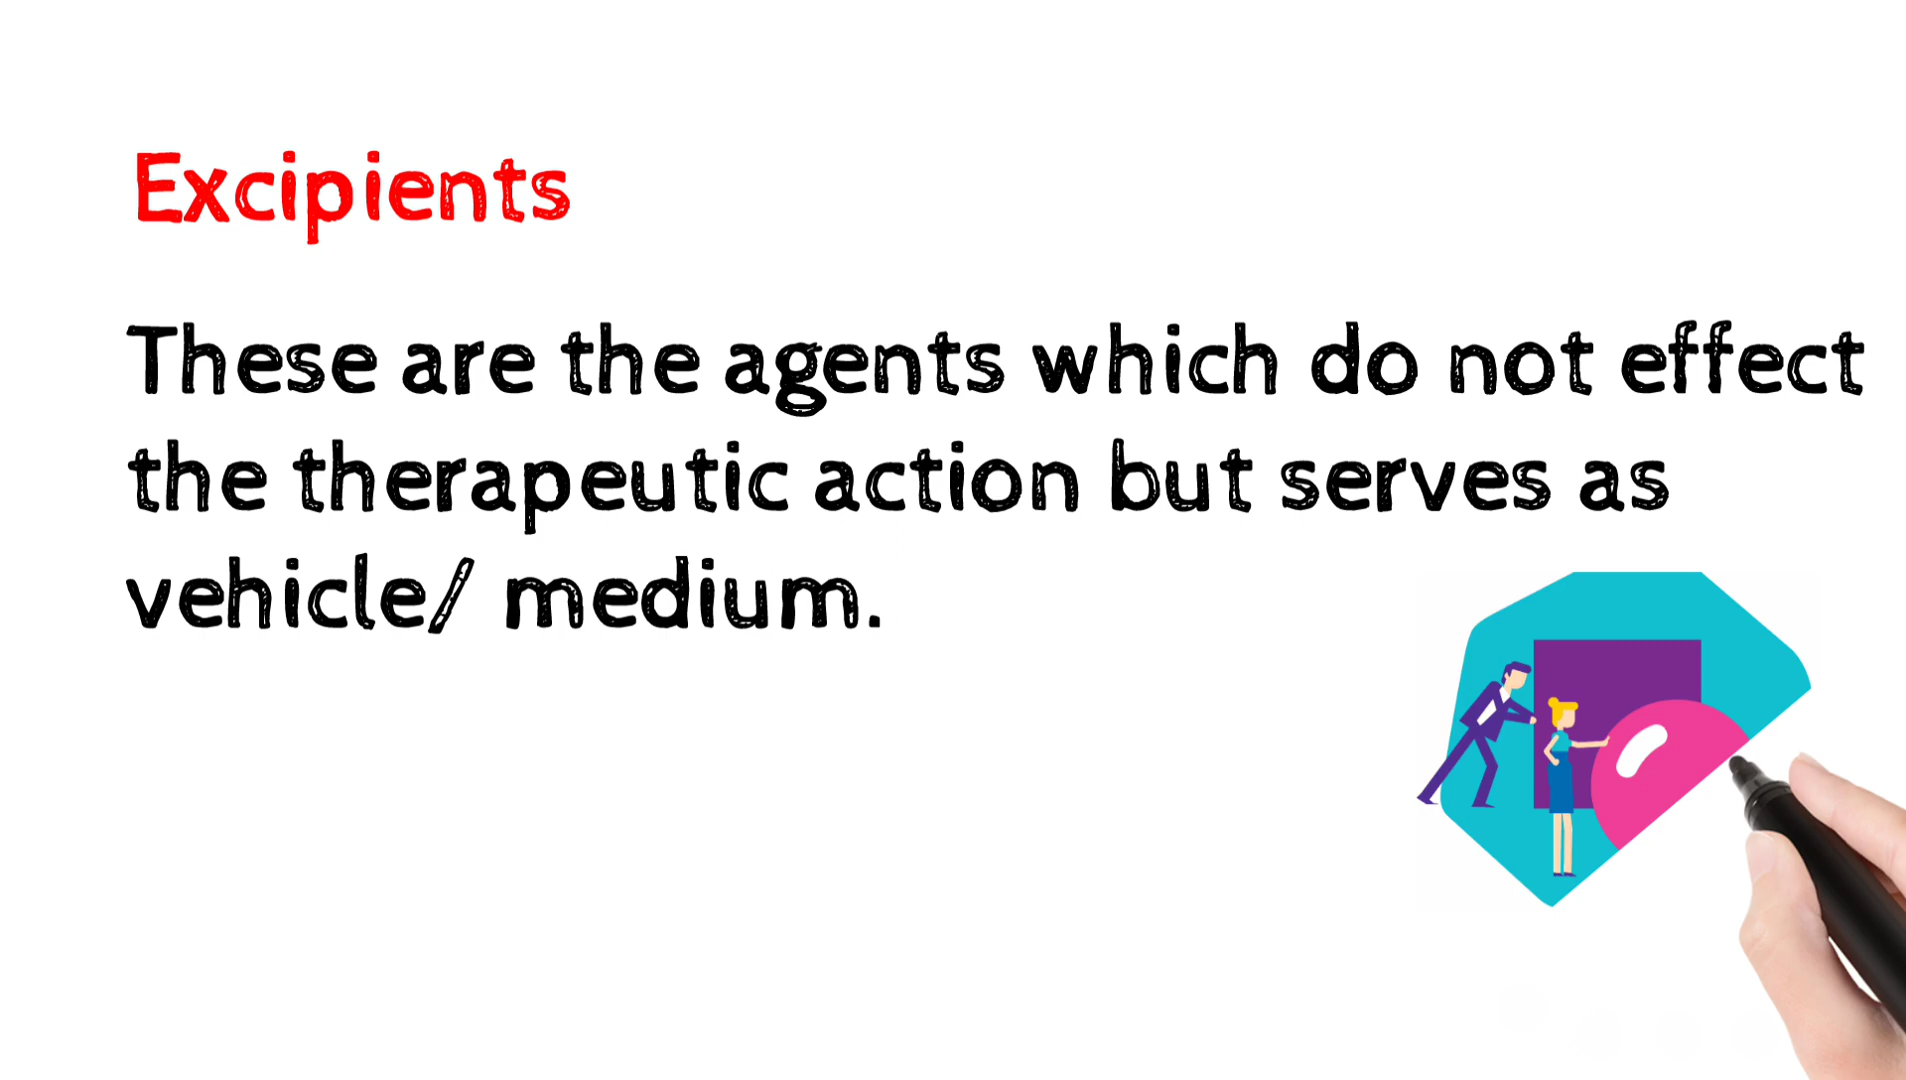 Excipients
These are the agents which do not effect
the therapeutic action but serves as
vehicle/ medium.